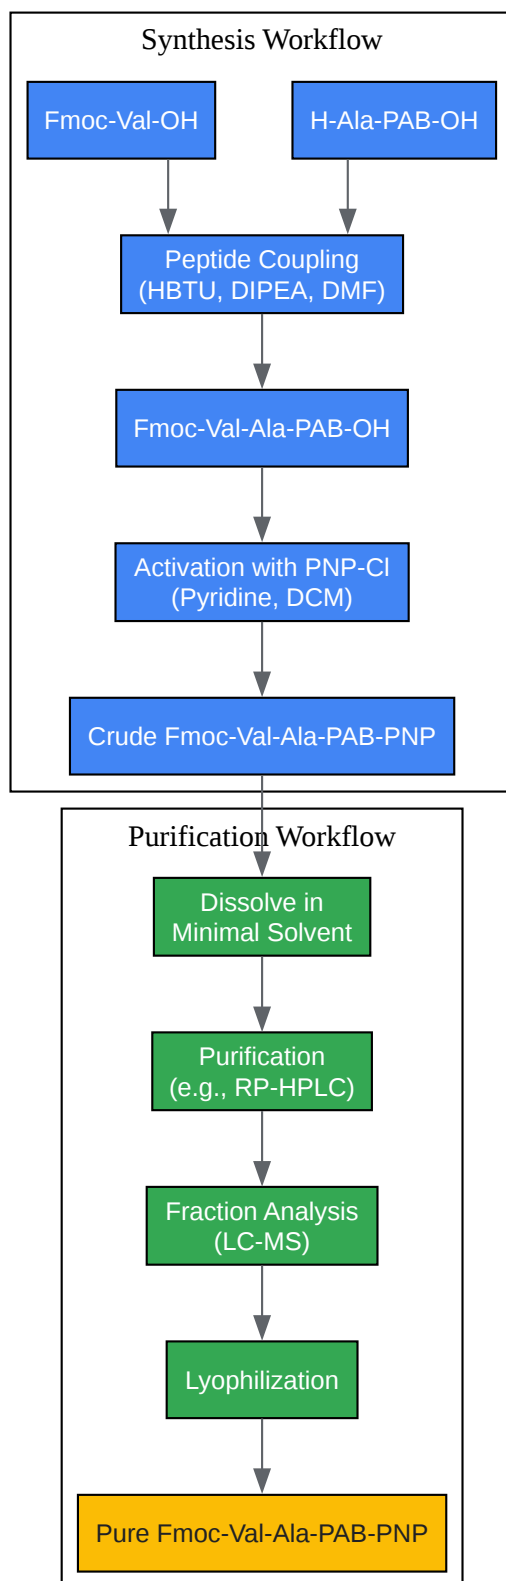 Synthesis Workflow
Fmoc-Val-OH
H-Ala-PAB-OH
Peptide Coupling
(HBTU, DIPEA, DMF)
Fmoc-Val-Ala-PAB-OH
Activation with PNP-Cl
(Pyridine, DCM)
Crude Fmoc-Val-Ala-PAB-PNP
Purification Workflow
Dissolve in
Minimal Solvent
Purification
(e.g., RP-HPLC)
Fraction Analysis
(LC-MS)
Lyophilization
Pure Fmoc-Val-Ala-PAB-PNP